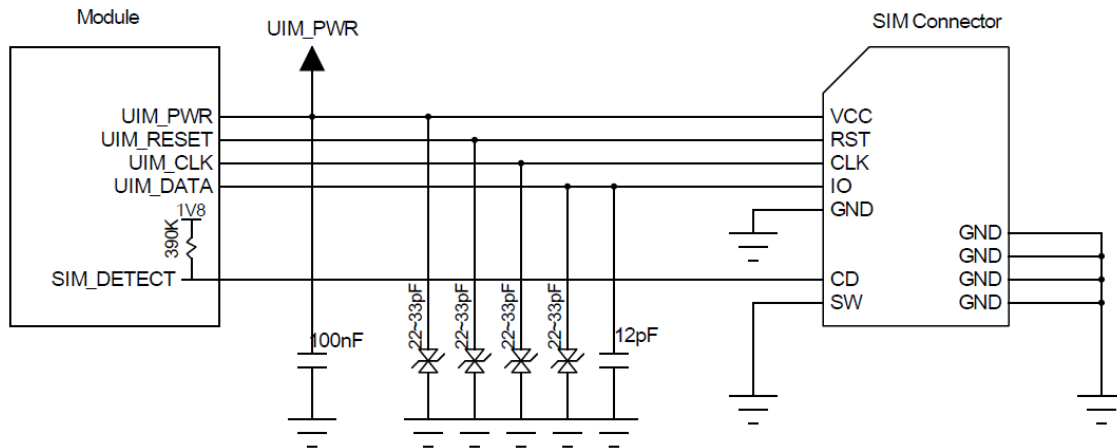 Module
SIM Connector
UIM_PWR
UIM_PWR
VCC
UIM_RESET
RST
UIM_CLK
CLK
UIM_DATA
IO
1V8
GND
390K
GND
GND
SIM_DETECT
CD
GND
SW
GND
100nF
22~33pF
22~33pF
22~33pF
22~33pF
12pF